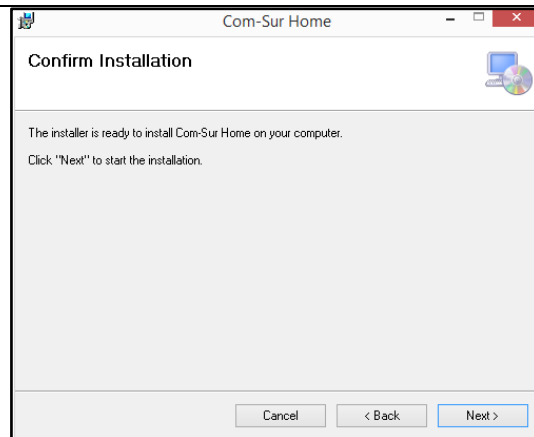 Com-Sur Home
Confirm Installation
The installer is ready to install Com-Sur Home on your computer.
Click "Next" to start the installation.
Cancel
< Back
Next >